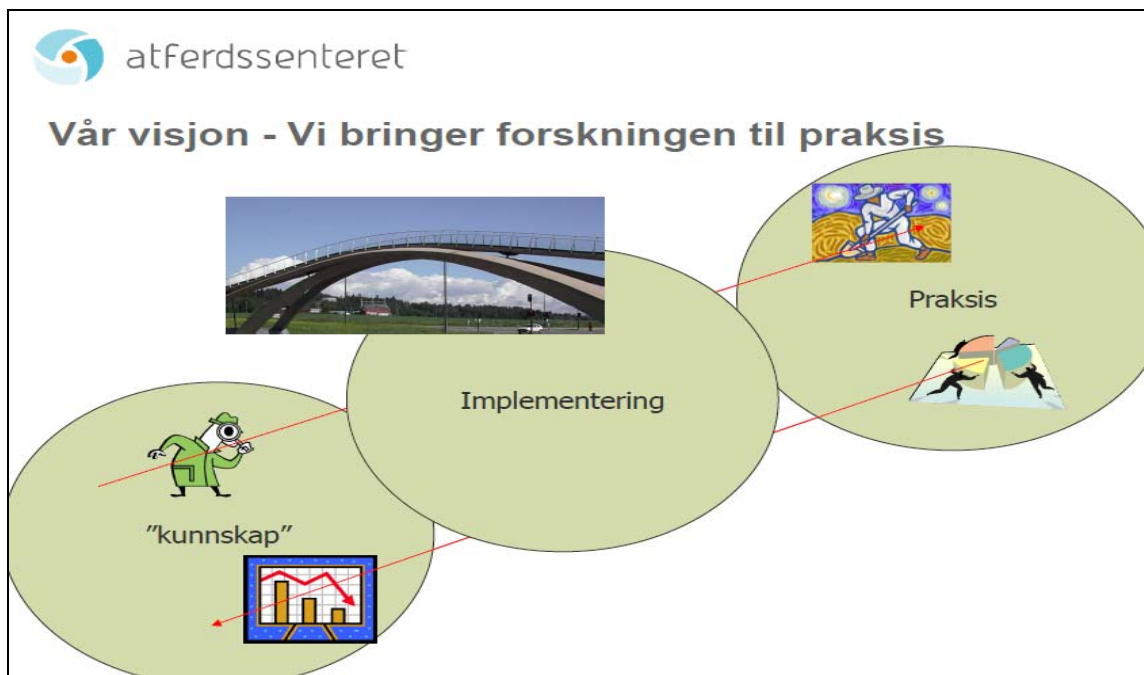 atferdssenteret
Vår visjon - Vi bringer forskningen til praksis
Praksis
Implementering
”kunnskap”